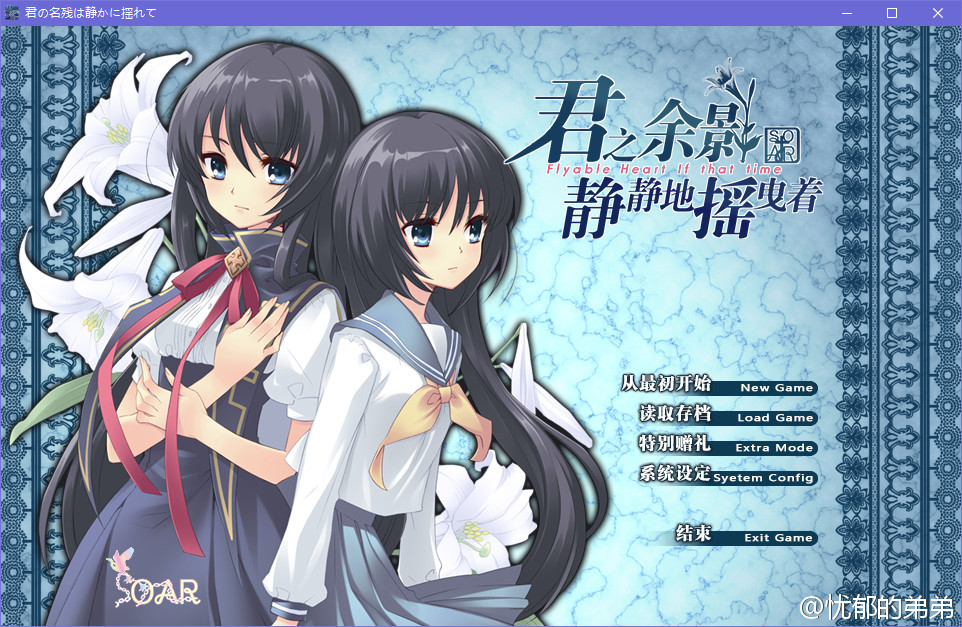 君の名残は静かに揺れて
君之余影
SOAR
Flyable Heart If that time
静静地摇曳着
从最初开始 New Game
读取存档 Load Game
特别赠礼 Extra Mode
系统设定 Syetem Config
结束 Exit Game
SOAR
@忧郁的弟弟